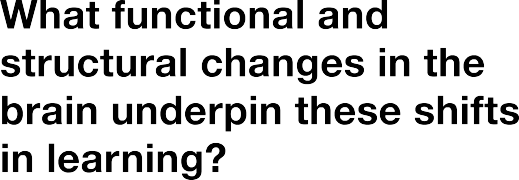 What functional and
structural changes in the
brain underpin these shifts
in learning?